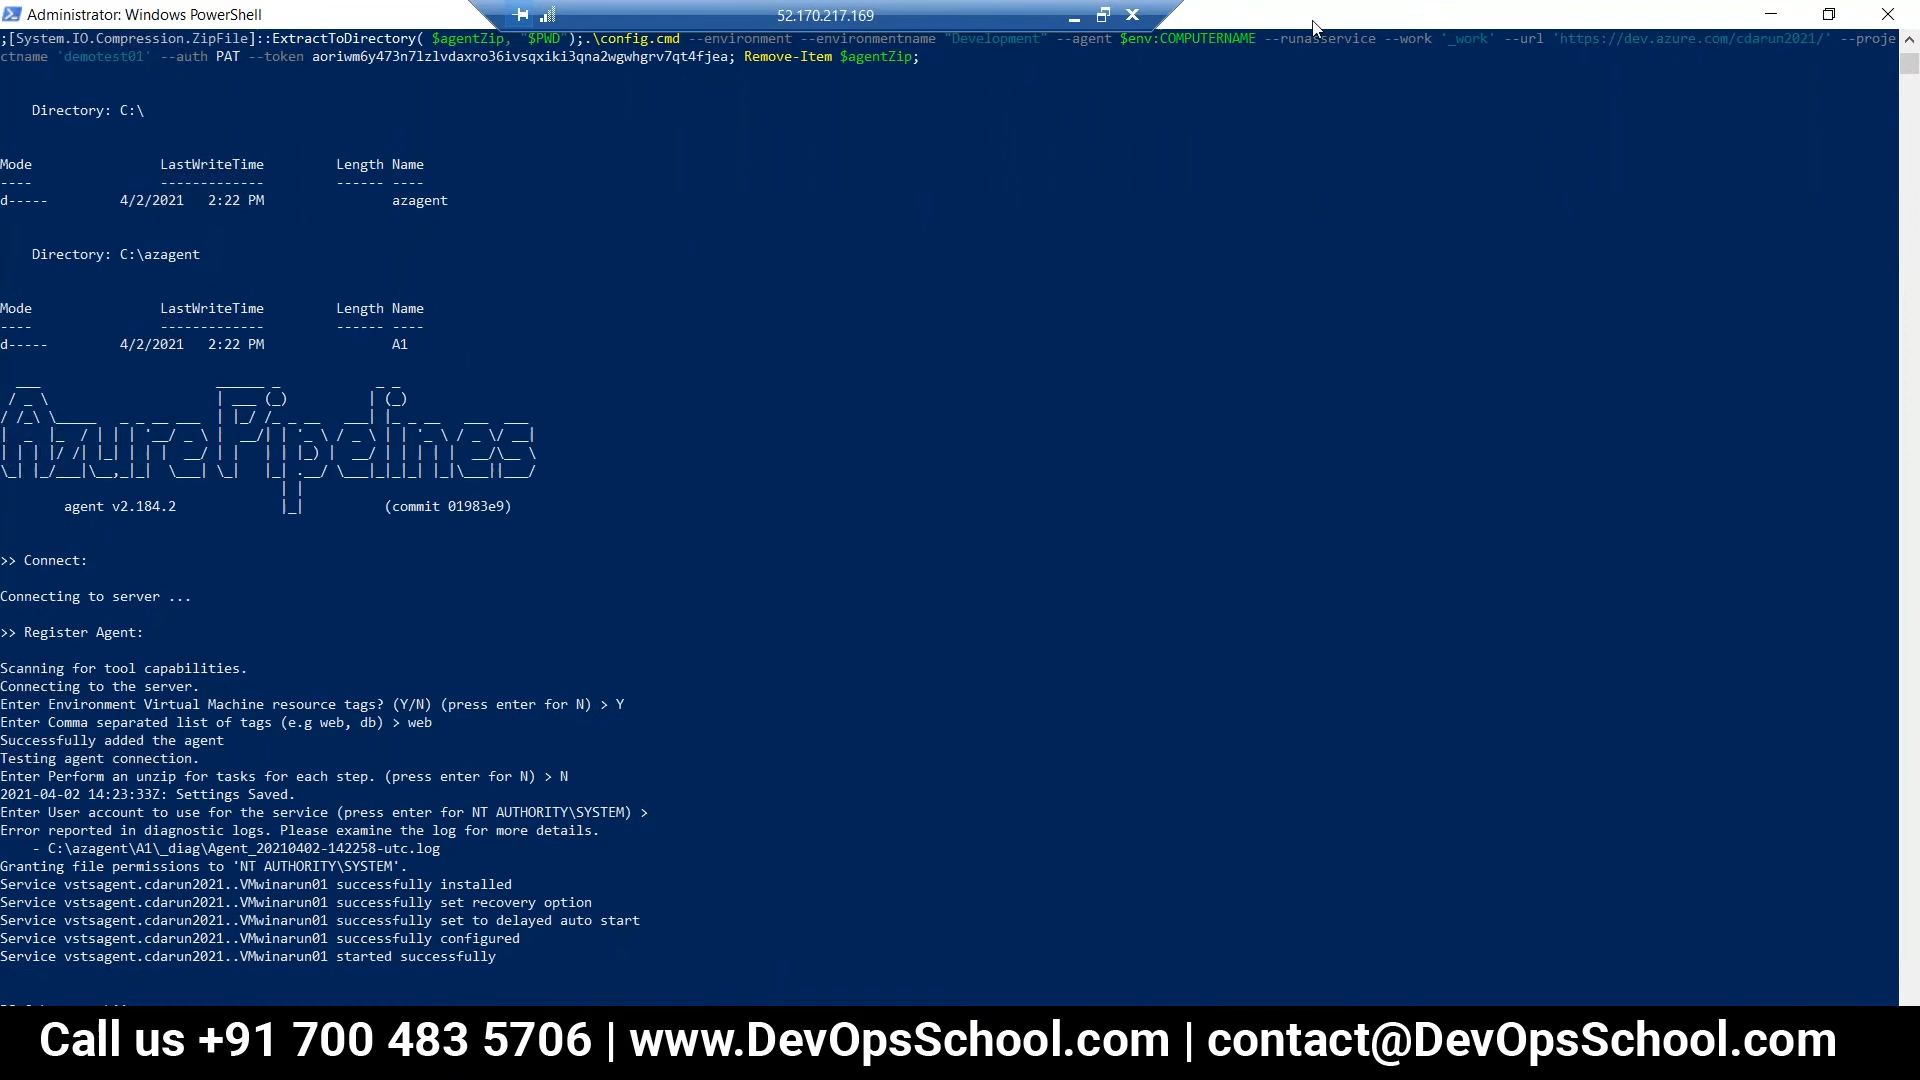 Administrator: Windows PowerShell
52.170.217.169
;[System.IO.Compression.ZipFile]::ExtractToDirectory( $agentZip, "$PWD");.\config.cmd --environment --environmentname "Development" --agent $env:COMPUTERNAME --runasservice --work '_work' --url 'https://dev.azure.com/cdarun2021/' --proje
ctname 'demotest01' --auth PAT --token aoriwm6y473n7lzlvdaxro36ivsqxiki3qna2wgwhgrv7qt4fjea; Remove-Item $agentZip;
Directory: C:\
Mode LastWriteTime Length Name
---- ------------- ------ ----
d----- 4/2/2021 2:22 PM azagent
Directory: C:\azagent
Mode LastWriteTime Length Name
---- ------------- ------ ----
d----- 4/2/2021 2:22 PM A1
Azure Pipelines
agent v2.184.2 (commit 01983e9)
>> Connect:
Connecting to server ...
>> Register Agent:
Scanning for tool capabilities.
Connecting to the server.
Enter Environment Virtual Machine resource tags? (Y/N) (press enter for N) > Y
Enter Comma separated list of tags (e.g web, db) > web
Successfully added the agent
Testing agent connection.
Enter Perform an unzip for tasks for each step. (press enter for N) > N
2021-04-02 14:23:33Z: Settings Saved.
Enter User account to use for the service (press enter for NT AUTHORITY\SYSTEM) >
Error reported in diagnostic logs. Please examine the log for more details.
- C:\azagent\A1\_diag\Agent_20210402-142258-utc.log
Granting file permissions to 'NT AUTHORITY\SYSTEM'.
Service vstsagent.cdarun2021..VMwinarun01 successfully installed
Service vstsagent.cdarun2021..VMwinarun01 successfully set recovery option
Service vstsagent.cdarun2021..VMwinarun01 successfully set to delayed auto start
Service vstsagent.cdarun2021..VMwinarun01 successfully configured
Service vstsagent.cdarun2021..VMwinarun01 started successfully
Call us +91 700 483 5706 | www.DevOpsSchool.com | contact@DevOpsSchool.com